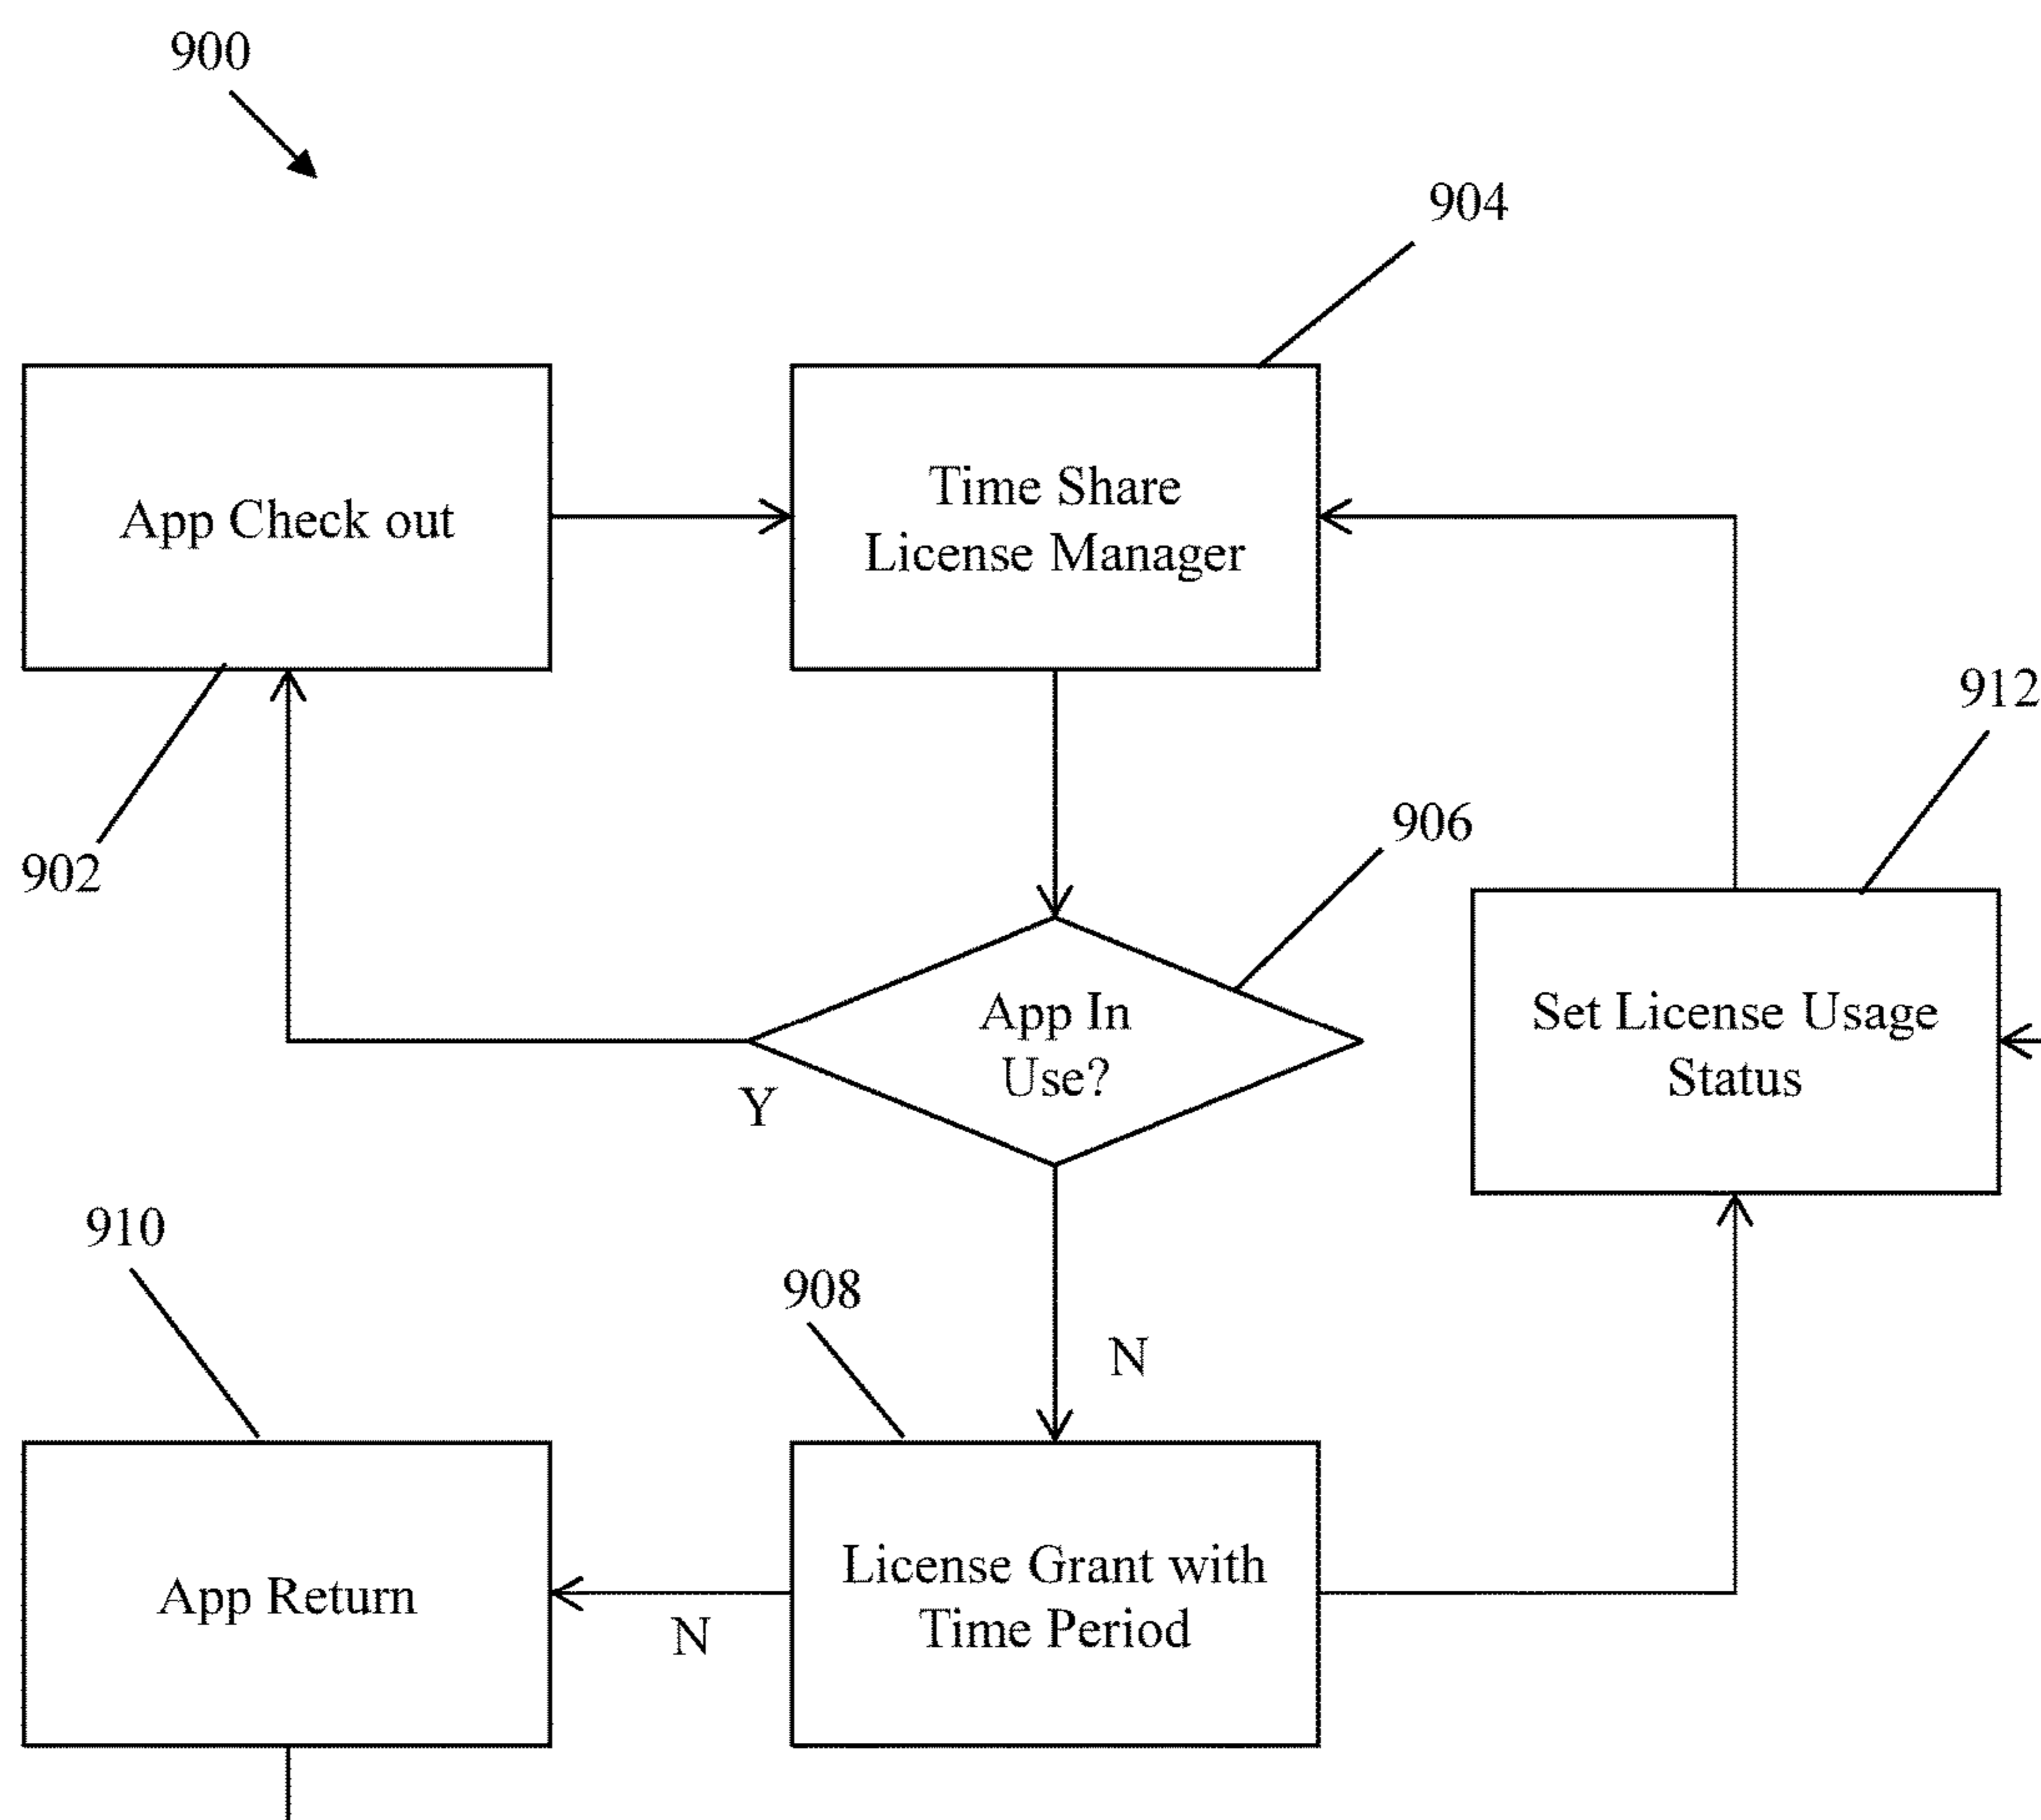 900
904
App Check out
Time Share
License Manager
912
902
906
App In
Use?
Set License Usage
Status
Y
910
908
N
App Return
License Grant with
Time Period
N